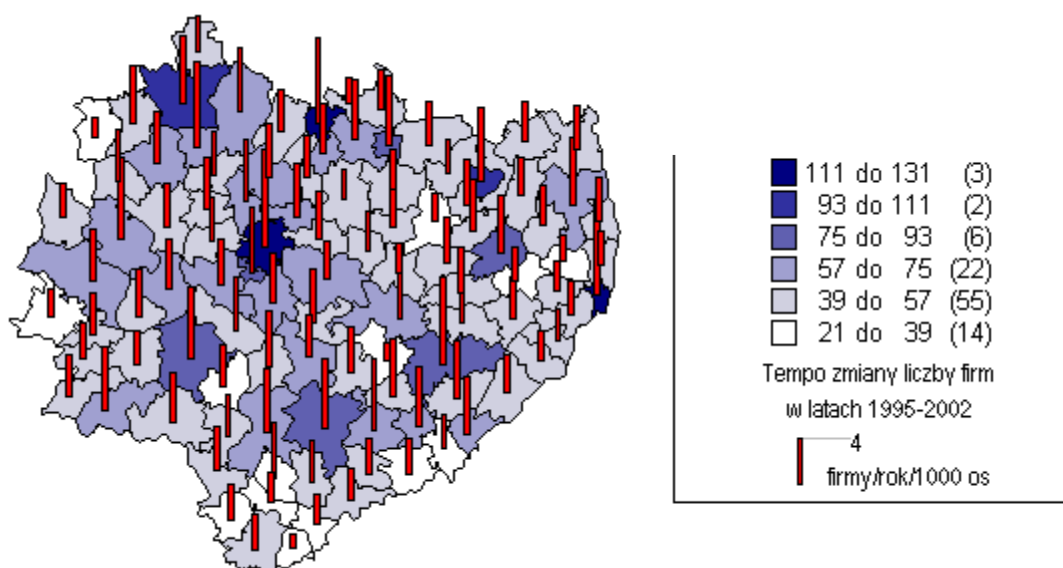 111 do 131 (3)
93 do 111 (2)
75 do 93 (6)
57 do 75 (22)
39 do 57 (55)
21 do 39 (14)
Tempo zmiany liczby firm
w latach 1995-2002
4
firmy/rok/1000 os